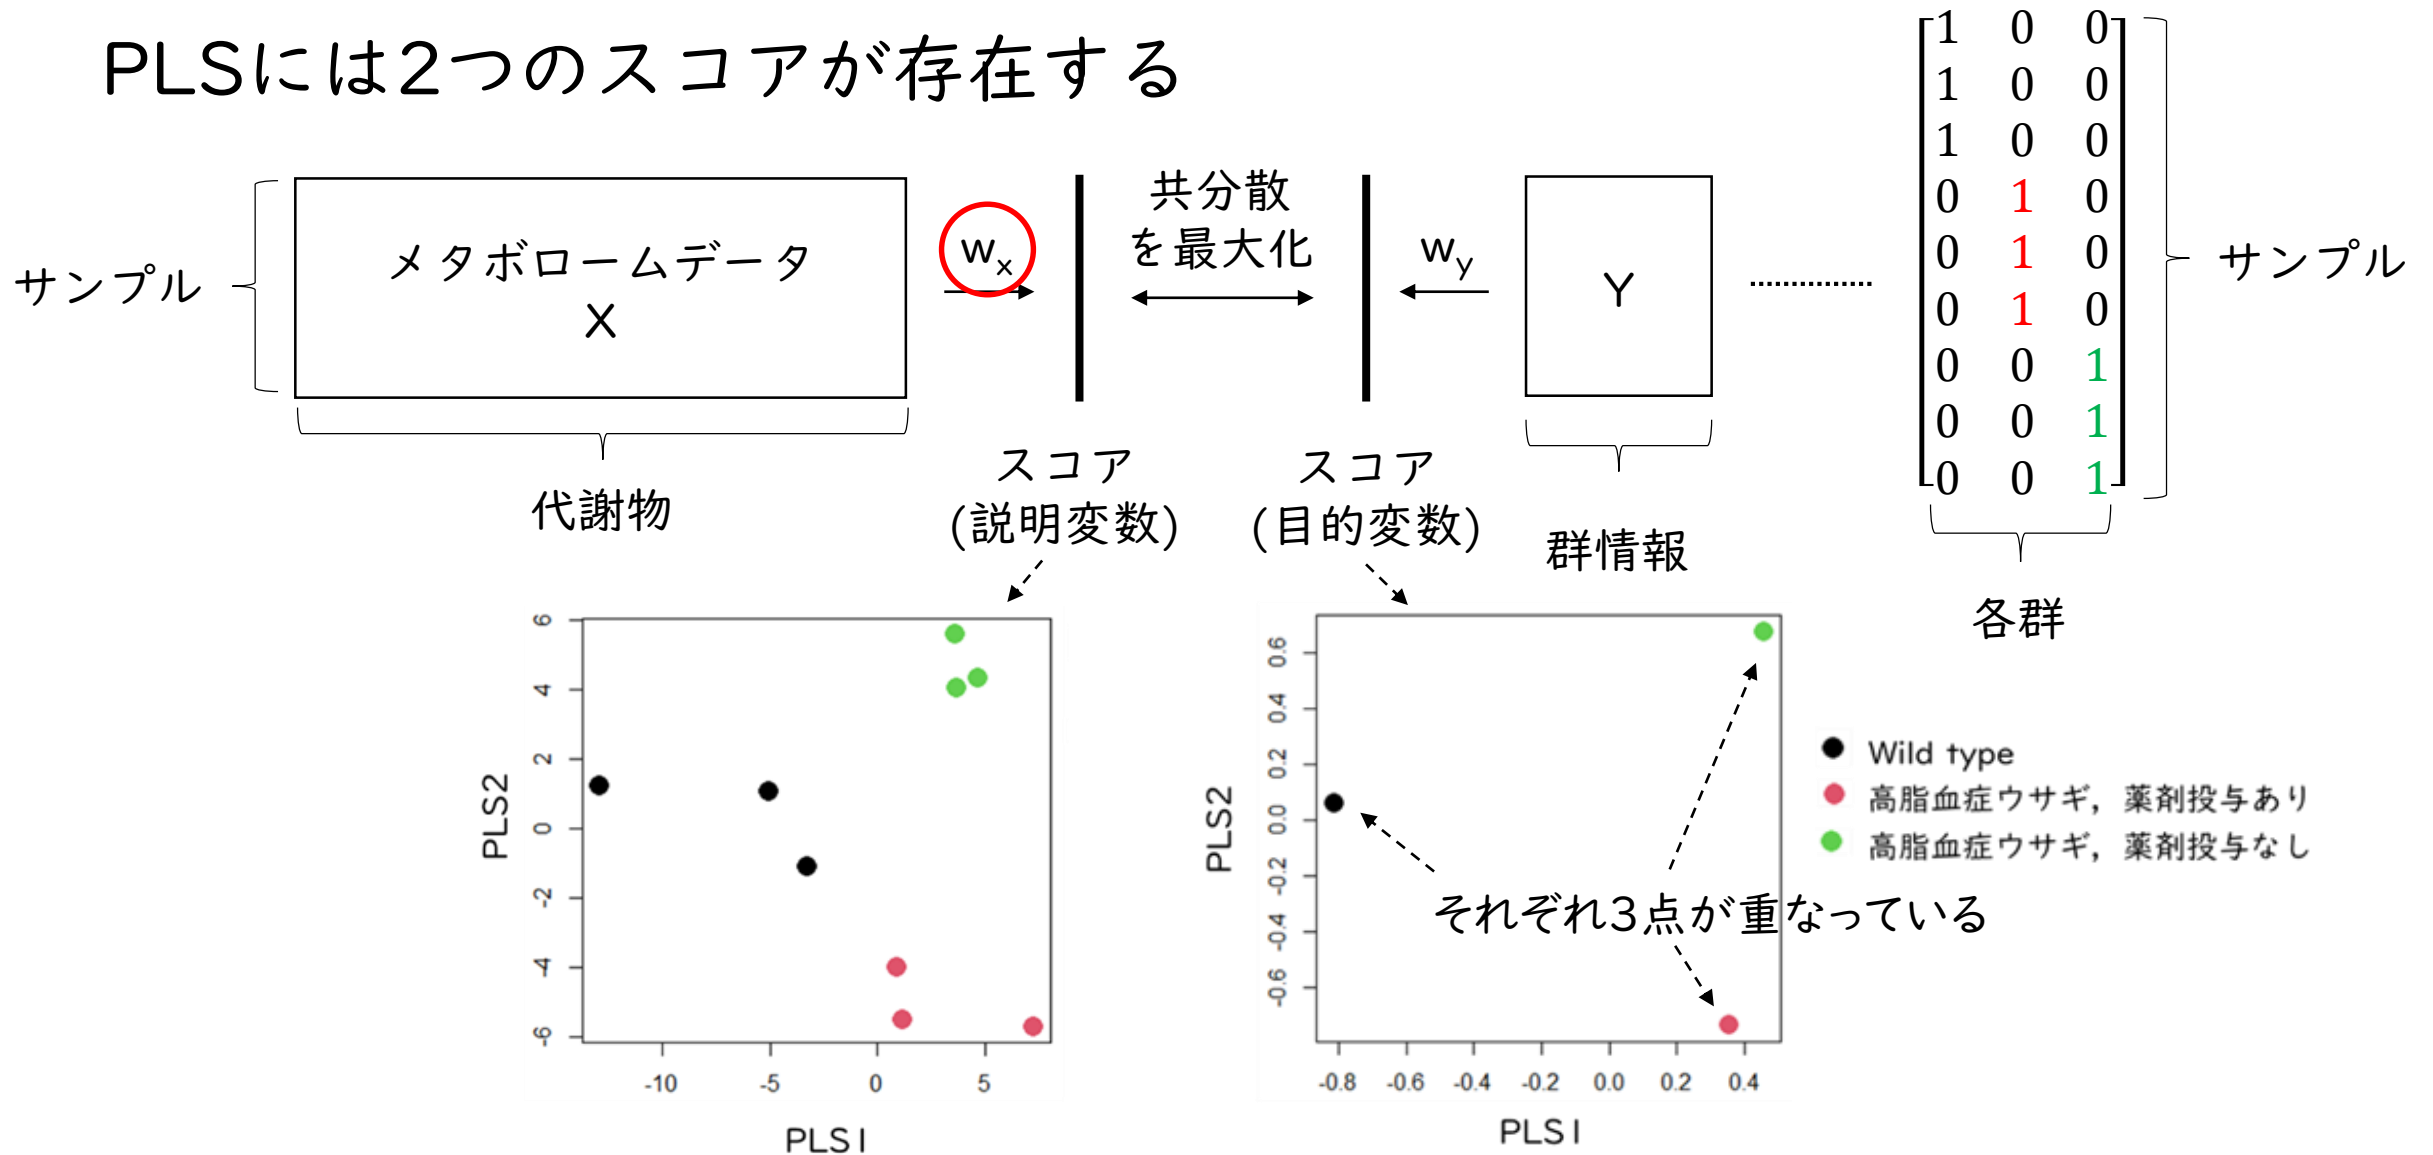 PLSには2つのスコアが存在する
サンプル
メタボロームデータ
X
代謝物
wx
共分散
を最大化
wy
Y
群情報
1 0 0
1 0 0
1 0 0
0 1 0
0 1 0
0 1 0
0 0 1
0 0 1
0 0 1
サンプル
各群
スコア
(説明変数)
スコア
(目的変数)
PLS2
6
4
2
0
-2
-4
-6
-10 -5 0 5
PLS1
PLS2
0.6
0.4
0.2
0.0
-0.2
-0.4
-0.6
-0.8 -0.6 -0.4 -0.2 0.0 0.2 0.4
PLS1
それぞれ3点が重なっている
Wild type
高脂血症ウサギ，薬剤投与あり
高脂血症ウサギ，薬剤投与なし